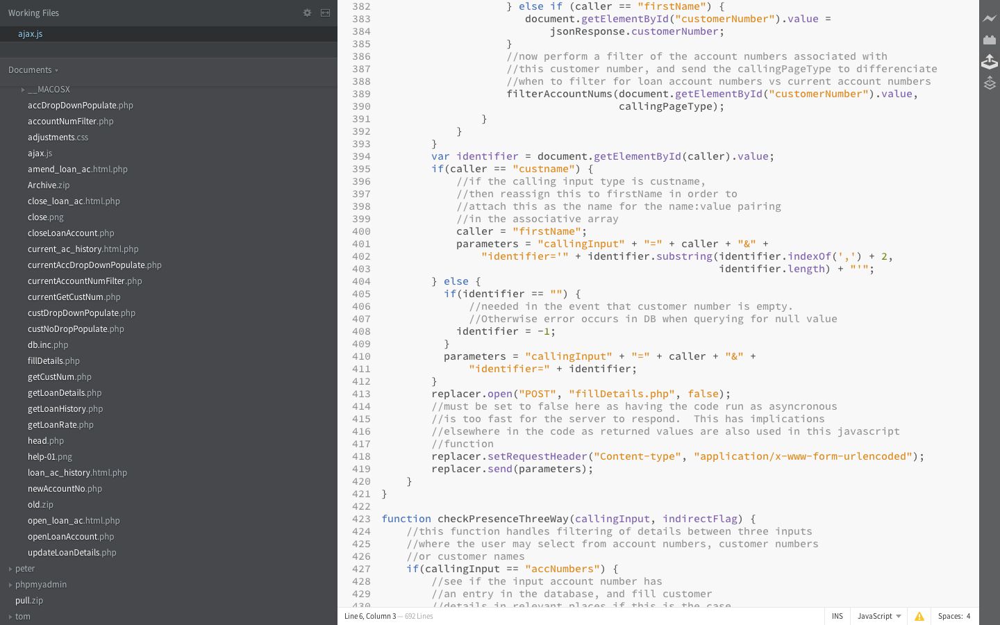 Working Files
ajax.js
Documents
__MACOSX
accDropDownPopulate.php
accountNumFilter.php
adjustments.css
ajax.js
amend_loan_ac.html.php
Archive.zip
close_loan_ac.html.php
close.png
closeLoanAccount.php
current_ac_history.html.php
currentAccDropDownPopulate.php
currentAccountNumFilter.php
currentGetCustNum.php
custDropDownPopulate.php
custNoDropPopulate.php
db.inc.php
fillDetails.php
getCustNum.php
getLoanDetails.php
getLoanHistory.php
getLoanRate.php
head.php
help-01.png
loan_ac_history.html.php
newAccountNo.php
old.zip
open_loan_ac.html.php
openLoanAccount.php
updateLoanDetails.php
peter
phpmyadmin
pull.zip
tom
382 } else if (caller == "firstName") {
383 document.getElementById("customerNumber").value =
384 jsonResponse.customerNumber;
385 }
386 //now perform a filter of the account numbers associated with
387 //this customer number, and send the callingPageType to differenciate
388 //when to filter for loan account numbers vs current account numbers
389 filterAccountNums(document.getElementById("customerNumber").value,
390 callingPageType);
391 }
392 }
393 }
394 var identifier = document.getElementById(caller).value;
395 if(caller == "custname") {
396 //if the calling input type is custname,
397 //then reassign this to firstName in order to
398 //attach this as the name for the name:value pairing
399 //in the associative array
400 caller = "firstName";
401 parameters = "callingInput" + "=" + caller + "&" +
402 "identifier='" + identifier.substring(identifier.indexOf(',') + 2,
403 identifier.length) + "'";
404 } else {
405 if(identifier == "") {
406 //needed in the event that customer number is empty.
407 //Otherwise error occurs in DB when querying for null value
408 identifier = -1;
409 }
410 parameters = "callingInput" + "=" + caller + "&" +
411 "identifier=" + identifier;
412 }
413 replacer.open("POST", "fillDetails.php", false);
414 //must be set to false here as having the code run as asyncronous
415 //is too fast for the server to respond.  This has implications
416 //elsewhere in the code as returned values are also used in this javascript
417 //function
418 replacer.setRequestHeader("Content-type", "application/x-www-form-urlencoded");
419 replacer.send(parameters);
420 }
421 }
422
423 function checkPresenceThreeWay(callingInput, indirectFlag) {
424 //this function handles filtering of details between three inputs
425 //where the user may select from account numbers, customer numbers
426 //or customer names
427 if(callingInput == "accNumbers") {
428 //see if the input account number has
429 //an entry in the database, and fill customer
430 //details in relevant places if this is the case
Line 6, Column 3 — 692 Lines
INS
JavaScript
Spaces: 4